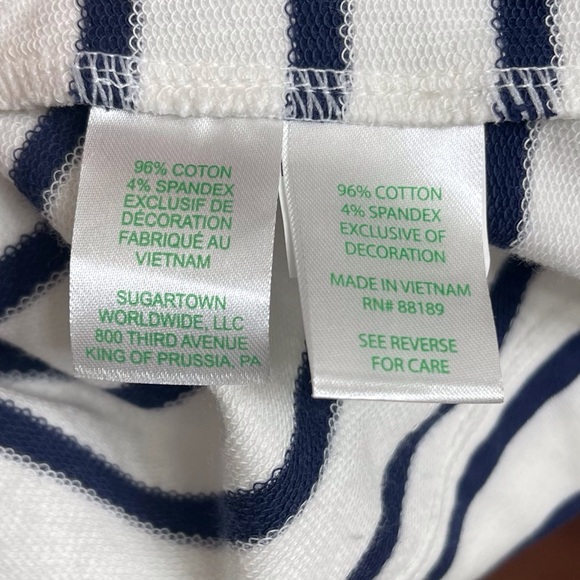 96% COTON
4% SPANDEX
EXCLUSIF DE
DÉCORATION
FABRIQUÉ AU
VIETNAM
SUGARTOWN
WORLDWIDE, LLC
800 THIRD AVENUE
KING OF PRUSSIA, PA
96% COTTON
4% SPANDEX
EXCLUSIVE OF
DECORATION
MADE IN VIETNAM
RN# 88189
SEE REVERSE
FOR CARE